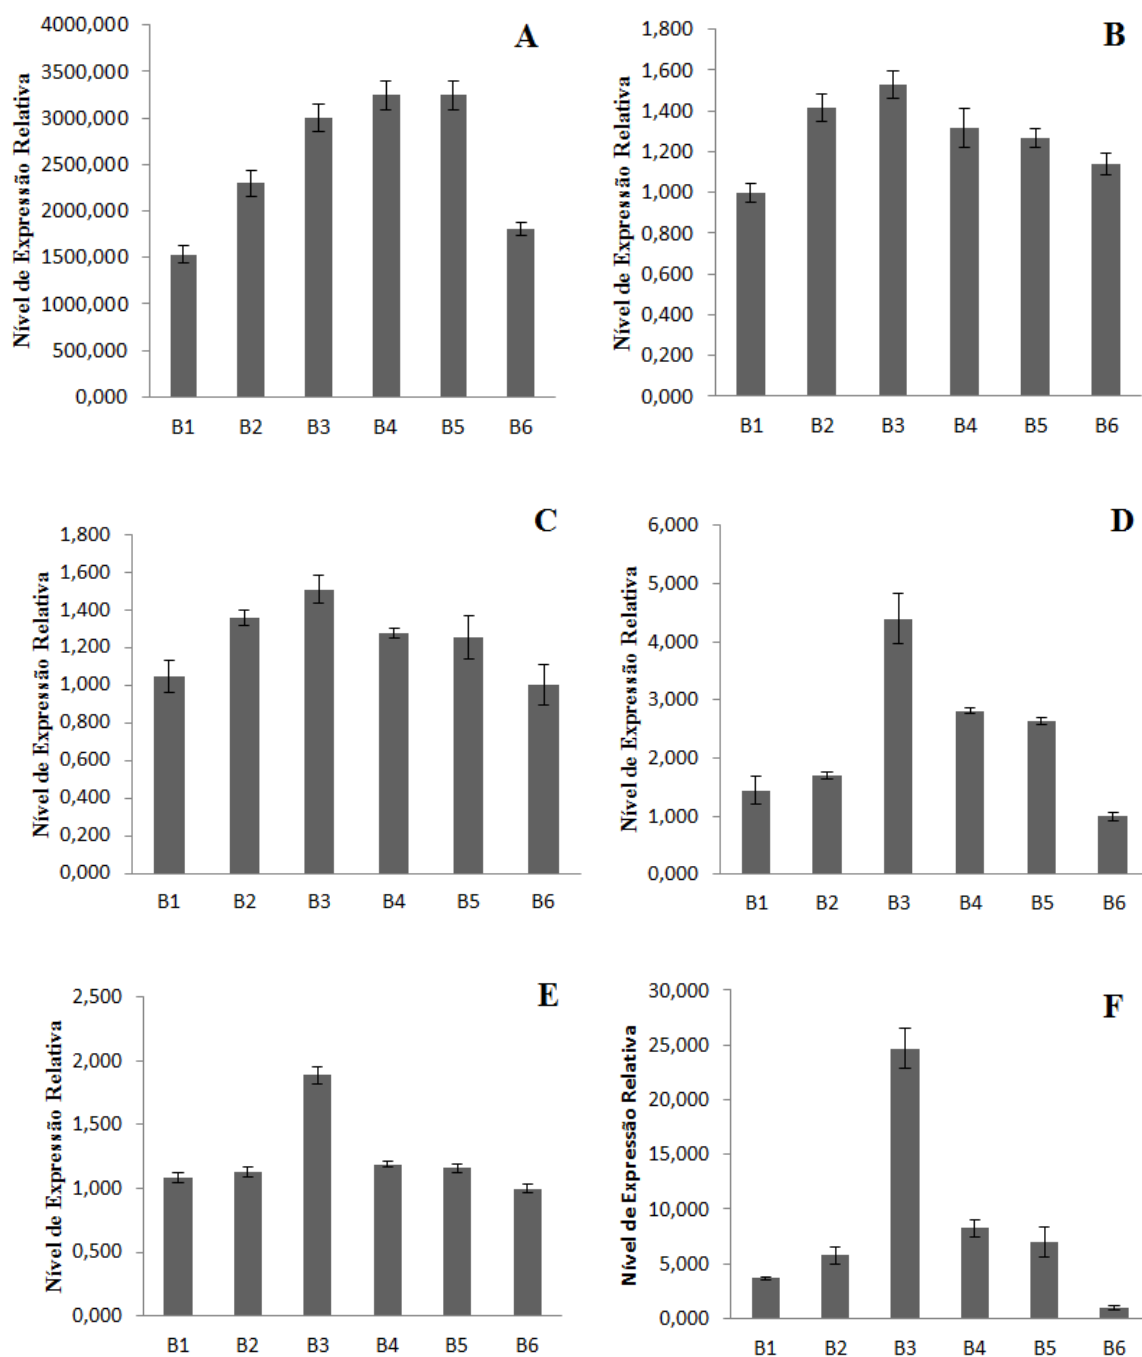 A
Nível de Expressão Relativa
4000,000
3500,000
3000,000
2500,000
2000,000
1500,000
1000,000
500,000
0,000
B1 B2 B3 B4 B5 B6
B
Nível de Expressão Relativa
1,800
1,600
1,400
1,200
1,000
0,800
0,600
0,400
0,200
0,000
B1 B2 B3 B4 B5 B6
C
Nível de Expressão Relativa
1,800
1,600
1,400
1,200
1,000
0,800
0,600
0,400
0,200
0,000
B1 B2 B3 B4 B5 B6
D
Nível de Expressão Relativa
6,000
5,000
4,000
3,000
2,000
1,000
0,000
B1 B2 B3 B4 B5 B6
E
Nível de Expressão Relativa
2,500
2,000
1,500
1,000
0,500
0,000
B1 B2 B3 B4 B5 B6
F
Nível de Expressão Relativa
30,000
25,000
20,000
15,000
10,000
5,000
0,000
B1 B2 B3 B4 B5 B6